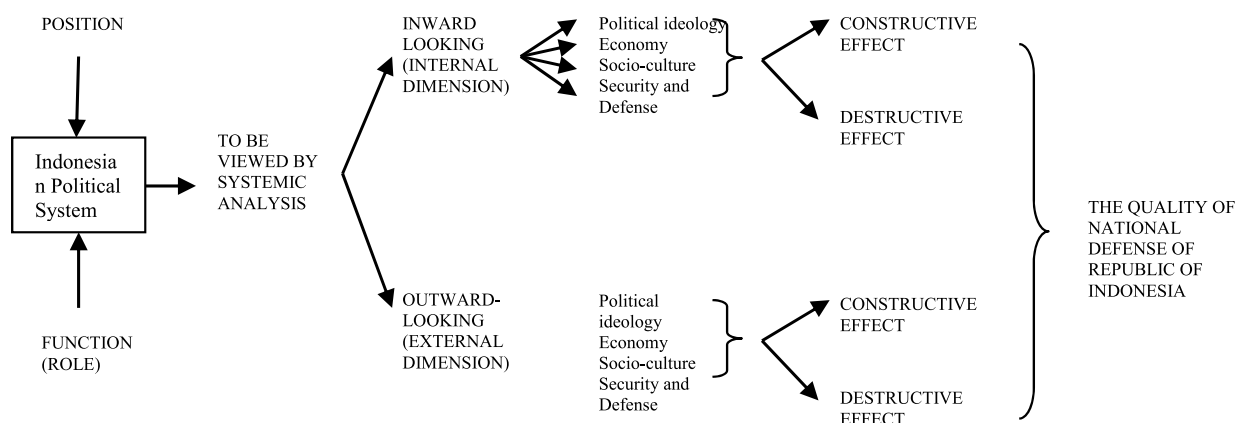 POSITION
Indonesia
n Political
System
FUNCTION
(ROLE)
TO BE
VIEWED BY
SYSTEMIC
ANALYSIS
INWARD
LOOKING
(INTERNAL
DIMENSION)
Political ideology
Economy
Socio-culture
Security and
Defense
CONSTRUCTIVE
EFFECT
DESTRUCTIVE
EFFECT
OUTWARD-
LOOKING
(EXTERNAL
DIMENSION)
Political
ideology
Economy
Socio-culture
Security and
Defense
CONSTRUCTIVE
EFFECT
DESTRUCTIVE
EFFECT
THE QUALITY OF
NATIONAL
DEFENSE OF
REPUBLIC OF
INDONESIA